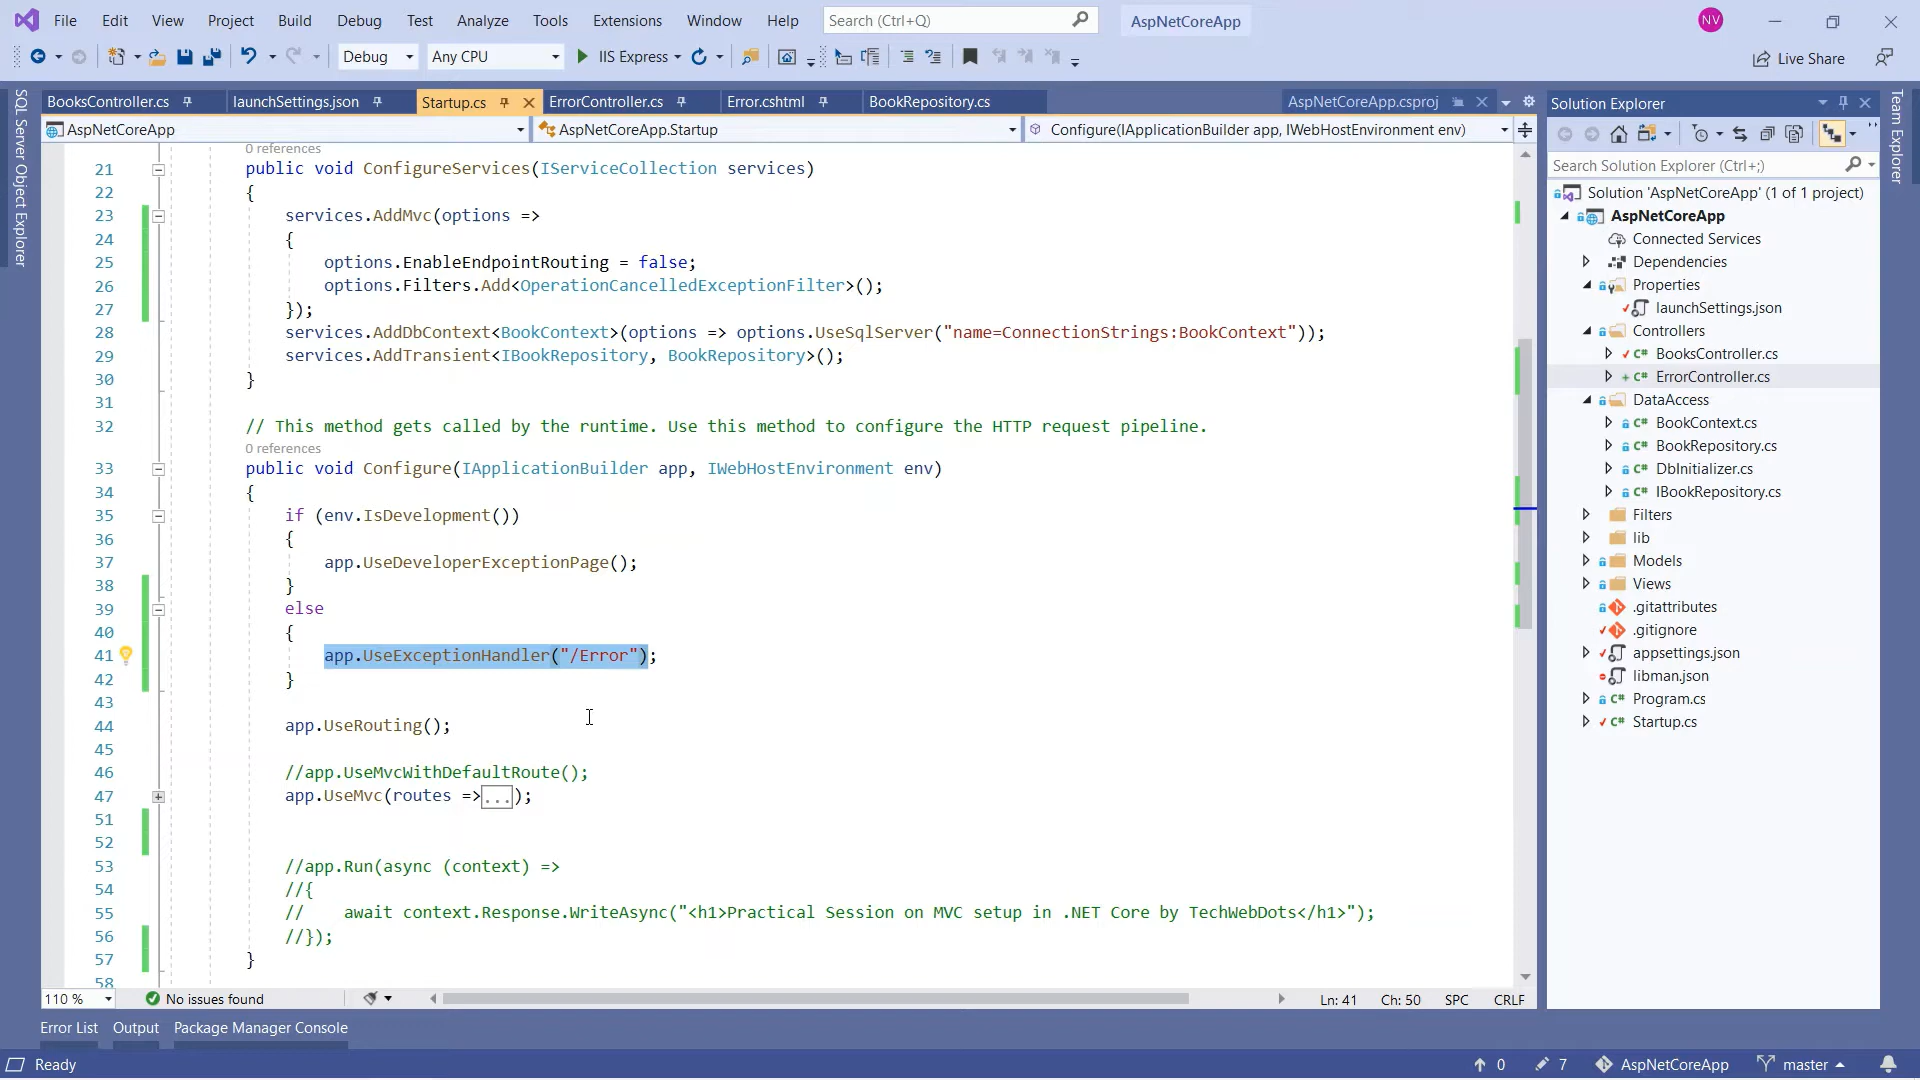 File Edit View Project Build Debug Test Analyze Tools Extensions Window Help Search (Ctrl+Q) AspNetCoreApp NV
Debug Any CPU IIS Express Live Share
SQL Server Object Explorer
BooksController.cs launchSettings.json Startup.cs ErrorController.cs Error.cshtml BookRepository.cs AspNetCoreApp.csproj
AspNetCoreApp AspNetCoreApp.Startup Configure(IApplicationBuilder app, IWebHostEnvironment env)
0 references
21 public void ConfigureServices(IServiceCollection services)
22 {
23 services.AddMvc(options =>
24 {
25 options.EnableEndpointRouting = false;
26 options.Filters.Add<OperationCancelledExceptionFilter>();
27 });
28 services.AddDbContext<BookContext>(options => options.UseSqlServer("name=ConnectionStrings:BookContext"));
29 services.AddTransient<IBookRepository, BookRepository>();
30 }
31
32 // This method gets called by the runtime. Use this method to configure the HTTP request pipeline.
0 references
33 public void Configure(IApplicationBuilder app, IWebHostEnvironment env)
34 {
35 if (env.IsDevelopment())
36 {
37 app.UseDeveloperExceptionPage();
38 }
39 else
40 {
41 app.UseExceptionHandler("/Error");
42 }
43
44 app.UseRouting();
45
46 //app.UseMvcWithDefaultRoute();
47 app.UseMvc(routes =>...);
51
52
53 //app.Run(async (context) =>
54 //{
55 // await context.Response.WriteAsync("<h1>Practical Session on MVC setup in .NET Core by TechWebDots</h1>");
56 //});
57 }
58
110 % No issues found Ln: 41 Ch: 50 SPC CRLF
Solution Explorer
Search Solution Explorer (Ctrl+;)
Solution 'AspNetCoreApp' (1 of 1 project)
AspNetCoreApp
Connected Services
Dependencies
Properties
launchSettings.json
Controllers
BooksController.cs
ErrorController.cs
DataAccess
BookContext.cs
BookRepository.cs
DbInitializer.cs
IBookRepository.cs
Filters
lib
Models
Views
.gitattributes
.gitignore
appsettings.json
libman.json
Program.cs
Startup.cs
Team Explorer
Error List Output Package Manager Console
Ready 0 7 AspNetCoreApp master